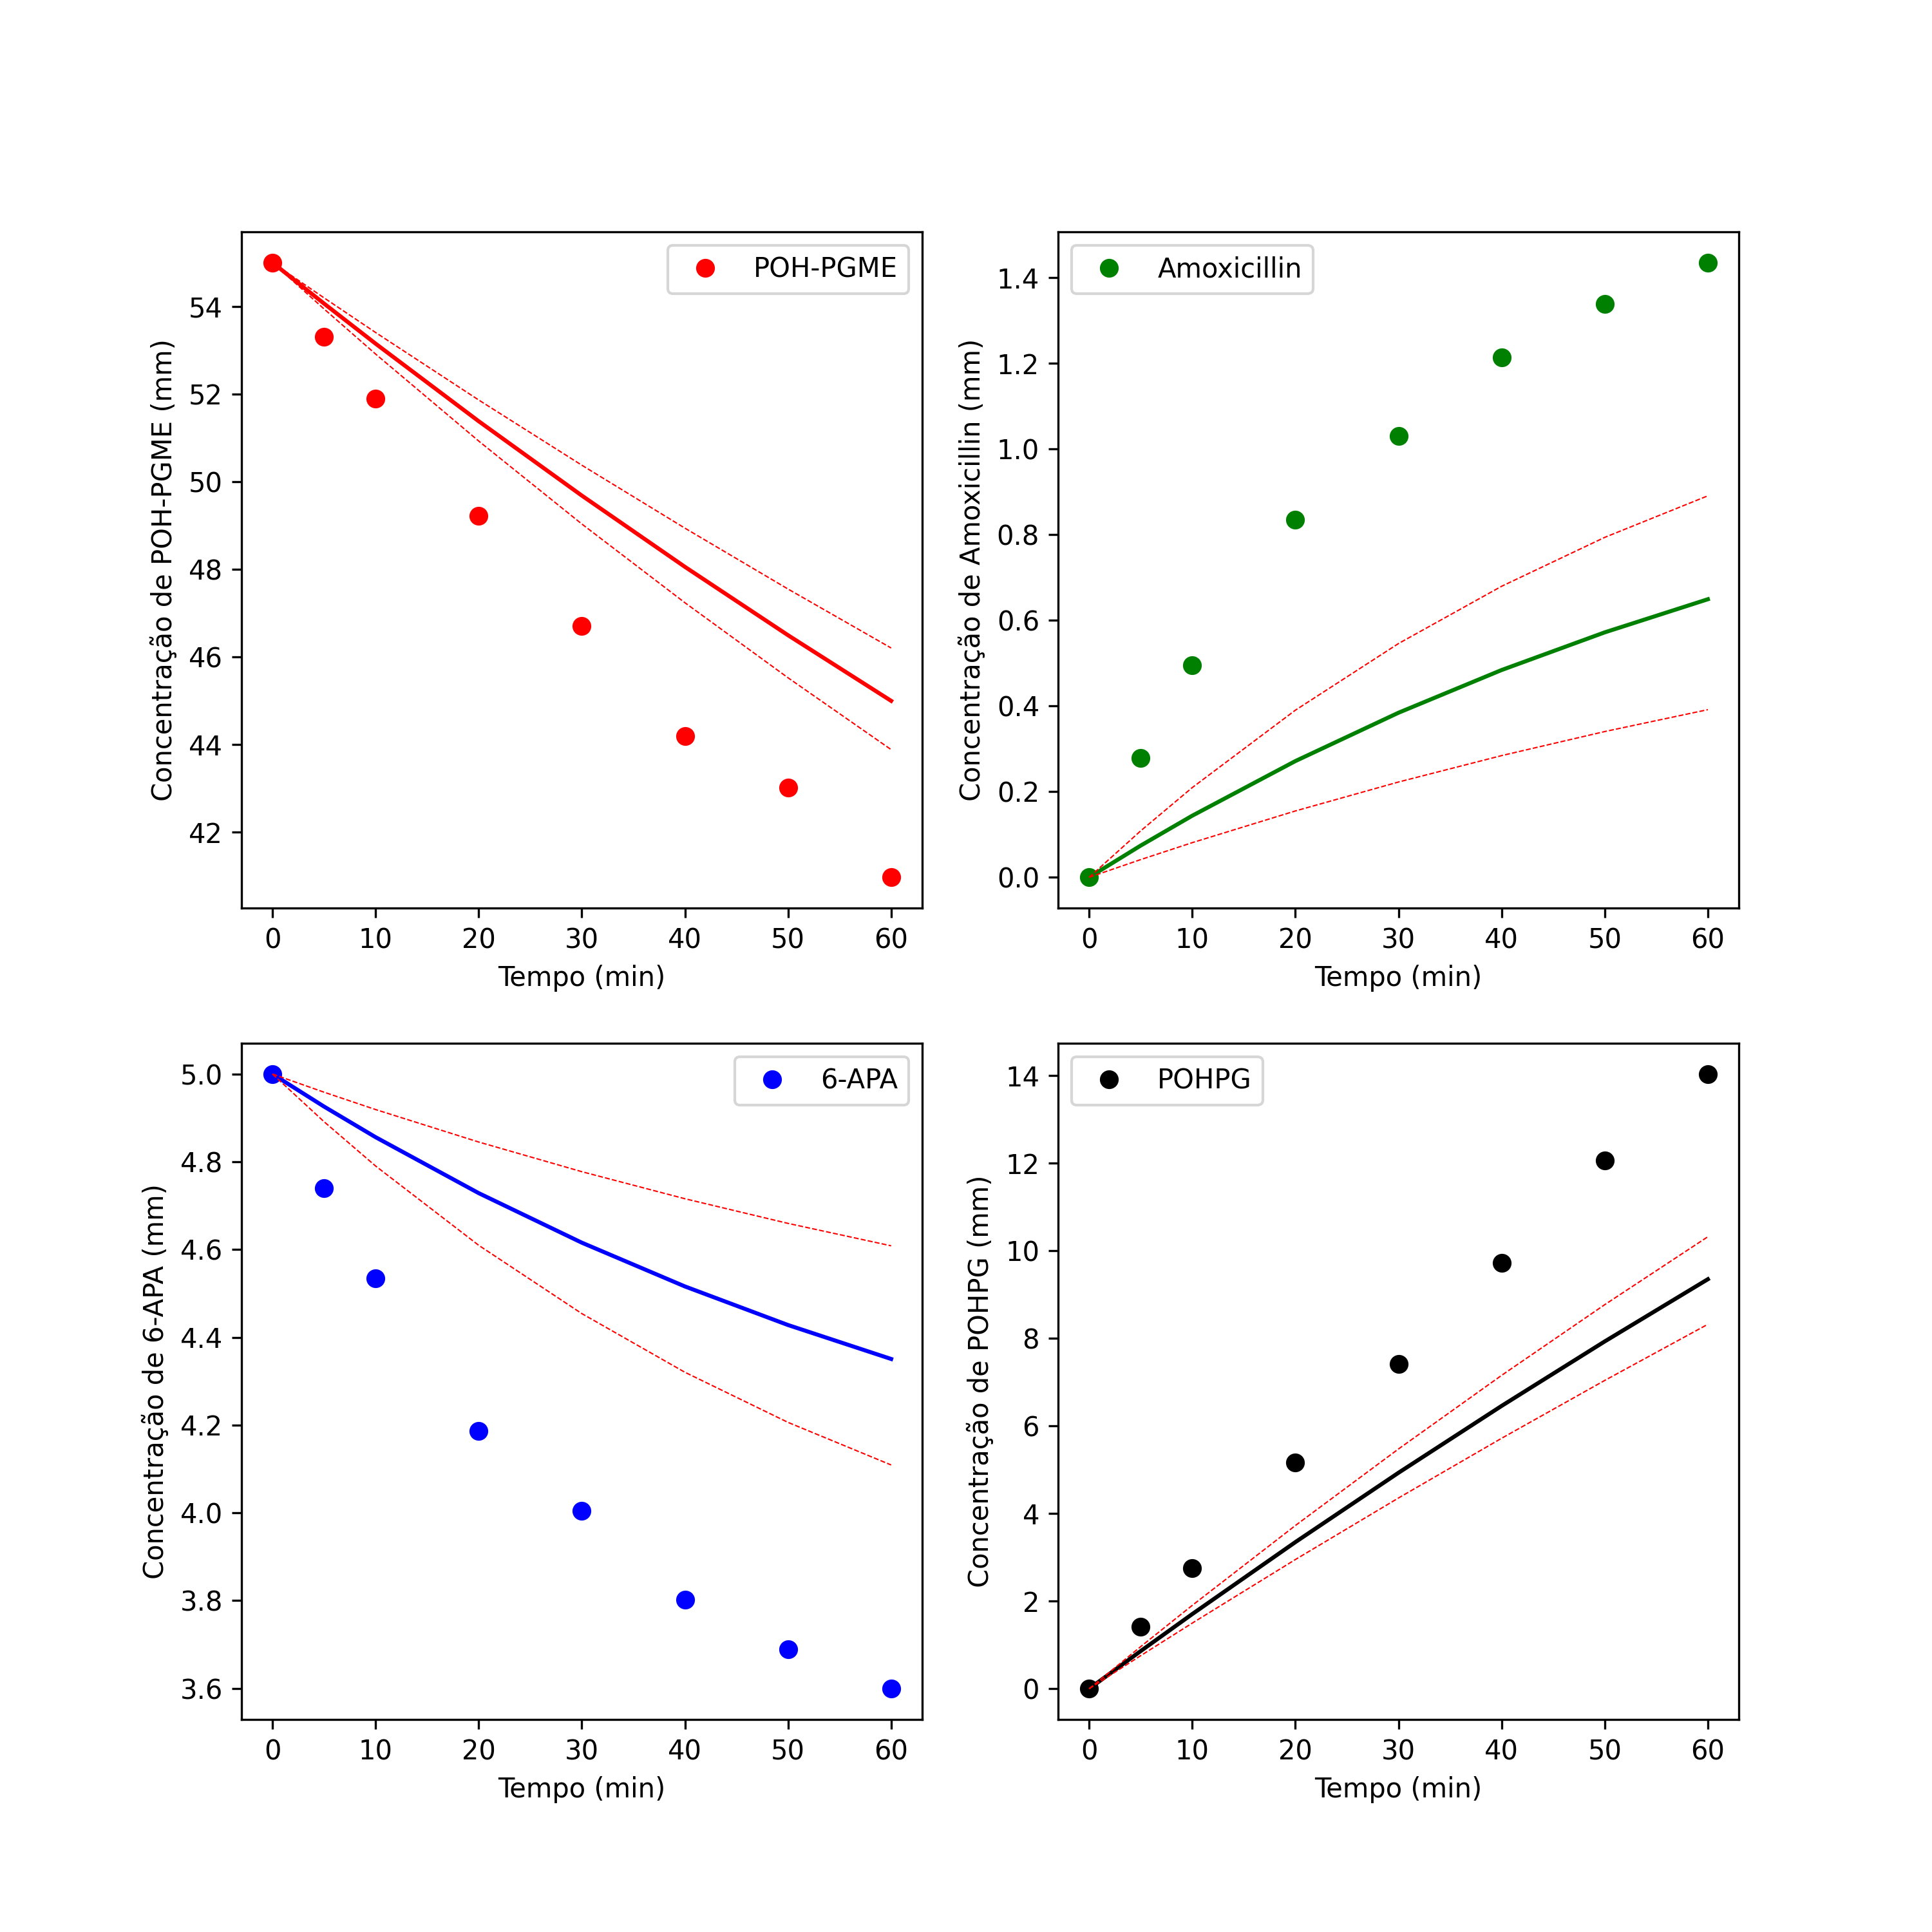 POH-PGME
Concentração de POH-PGME (mm)
54
52
50
48
46
44
42
0 10 20 30 40 50 60
Tempo (min)
Amoxicillin
Concentração de Amoxicillin (mm)
1.4
1.2
1.0
0.8
0.6
0.4
0.2
0.0
0 10 20 30 40 50 60
Tempo (min)
6-APA
Concentração de 6-APA (mm)
5.0
4.8
4.6
4.4
4.2
4.0
3.8
3.6
0 10 20 30 40 50 60
Tempo (min)
POHPG
Concentração de POHPG (mm)
14
12
10
8
6
4
2
0
0 10 20 30 40 50 60
Tempo (min)